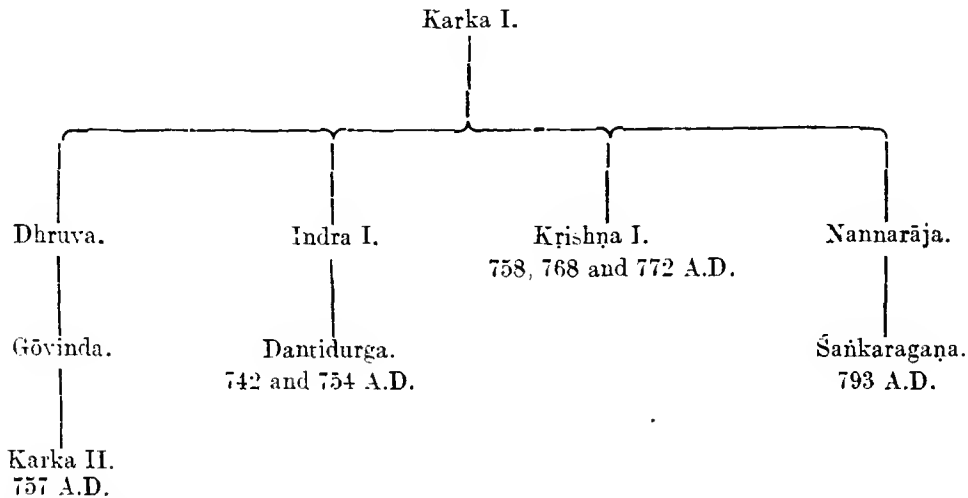 Karka I.
Dhruva. Indra I. Kṛishṇa I. Nannarāja.
758, 768 and 772 A.D.
Gōvinda. Dantidurga. Śaṅkaragaṇa.
742 and 754 A.D. 793 A.D.
Karka II.
757 A.D.